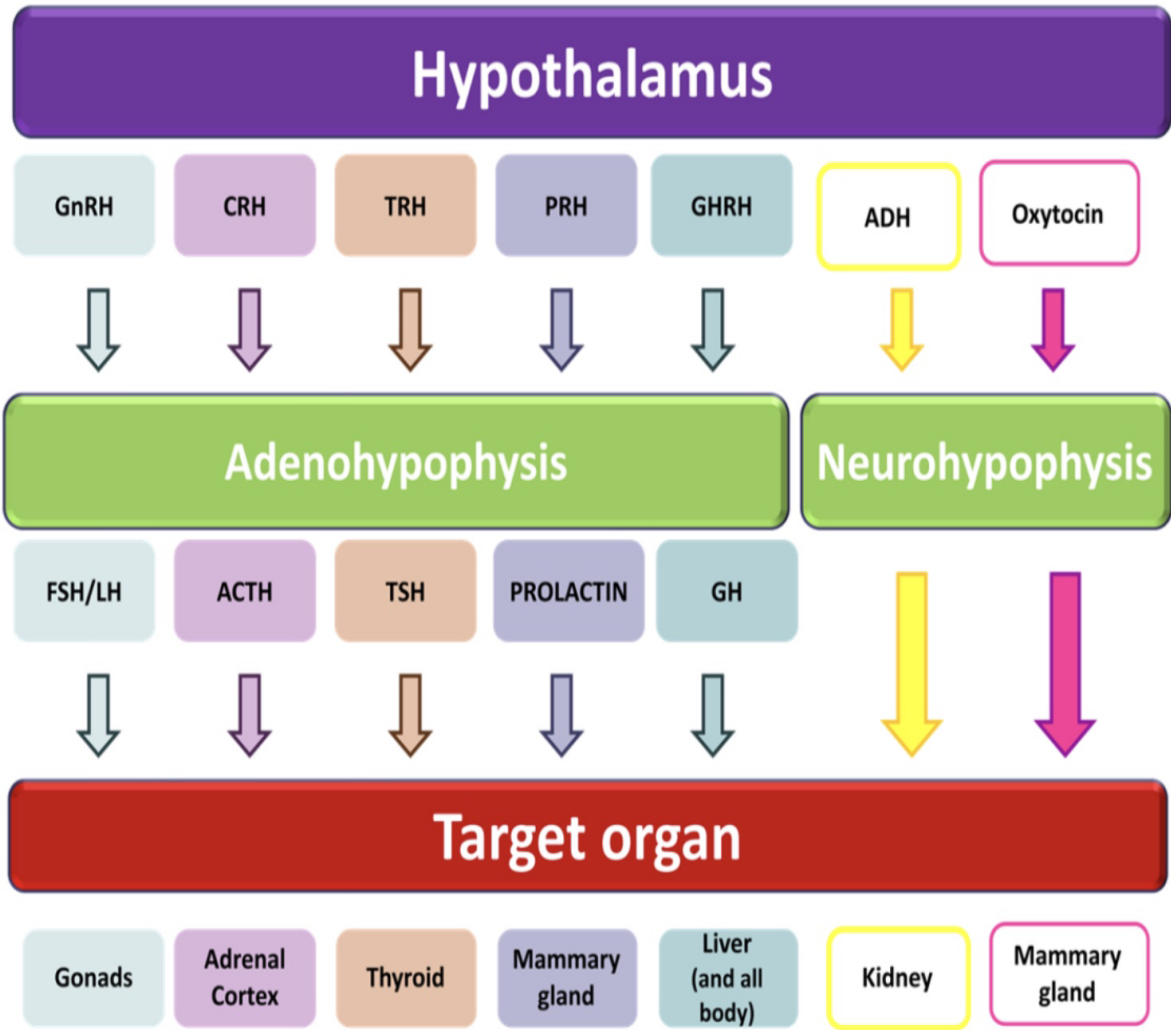 Hypothalamus
GnRH
CRH
TRH
PRH
GHRH
ADH
Oxytocin
Adenohypophysis
Neurohypophysis
FSH/LH
ACTH
TSH
PROLACTIN
GH
Target organ
Gonads
Adrenal
Cortex
Thyroid
Mammary
gland
Liver
(and all
body)
Kidney
Mammary
gland